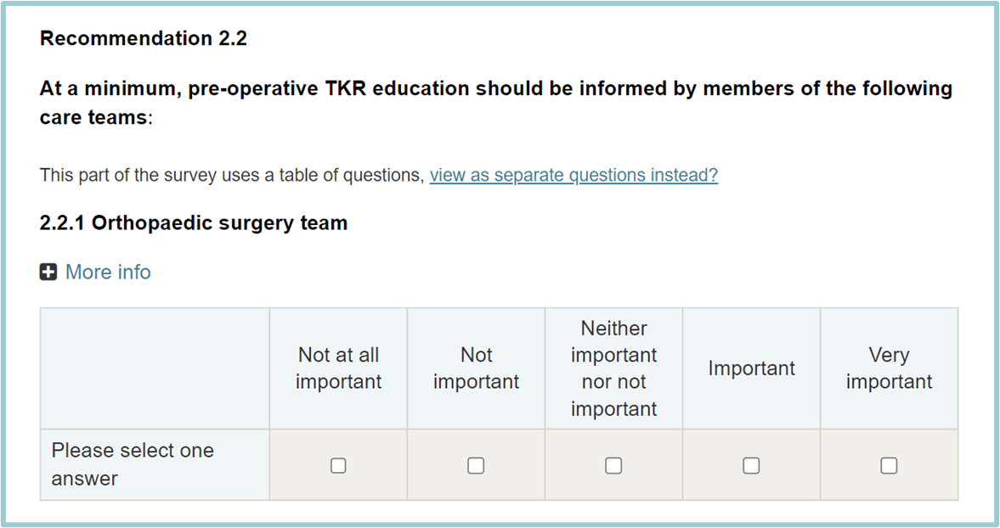 Recommendation 2.2
At a minimum, pre-operative TKR education should be informed by members of the following
care teams:
This part of the survey uses a table of questions, view as separate questions instead?
2.2.1 Orthopaedic surgery team
More info
Not at all
important
Not
important
Neither
important
nor not
important
Important
Very
important
Please select one
answer